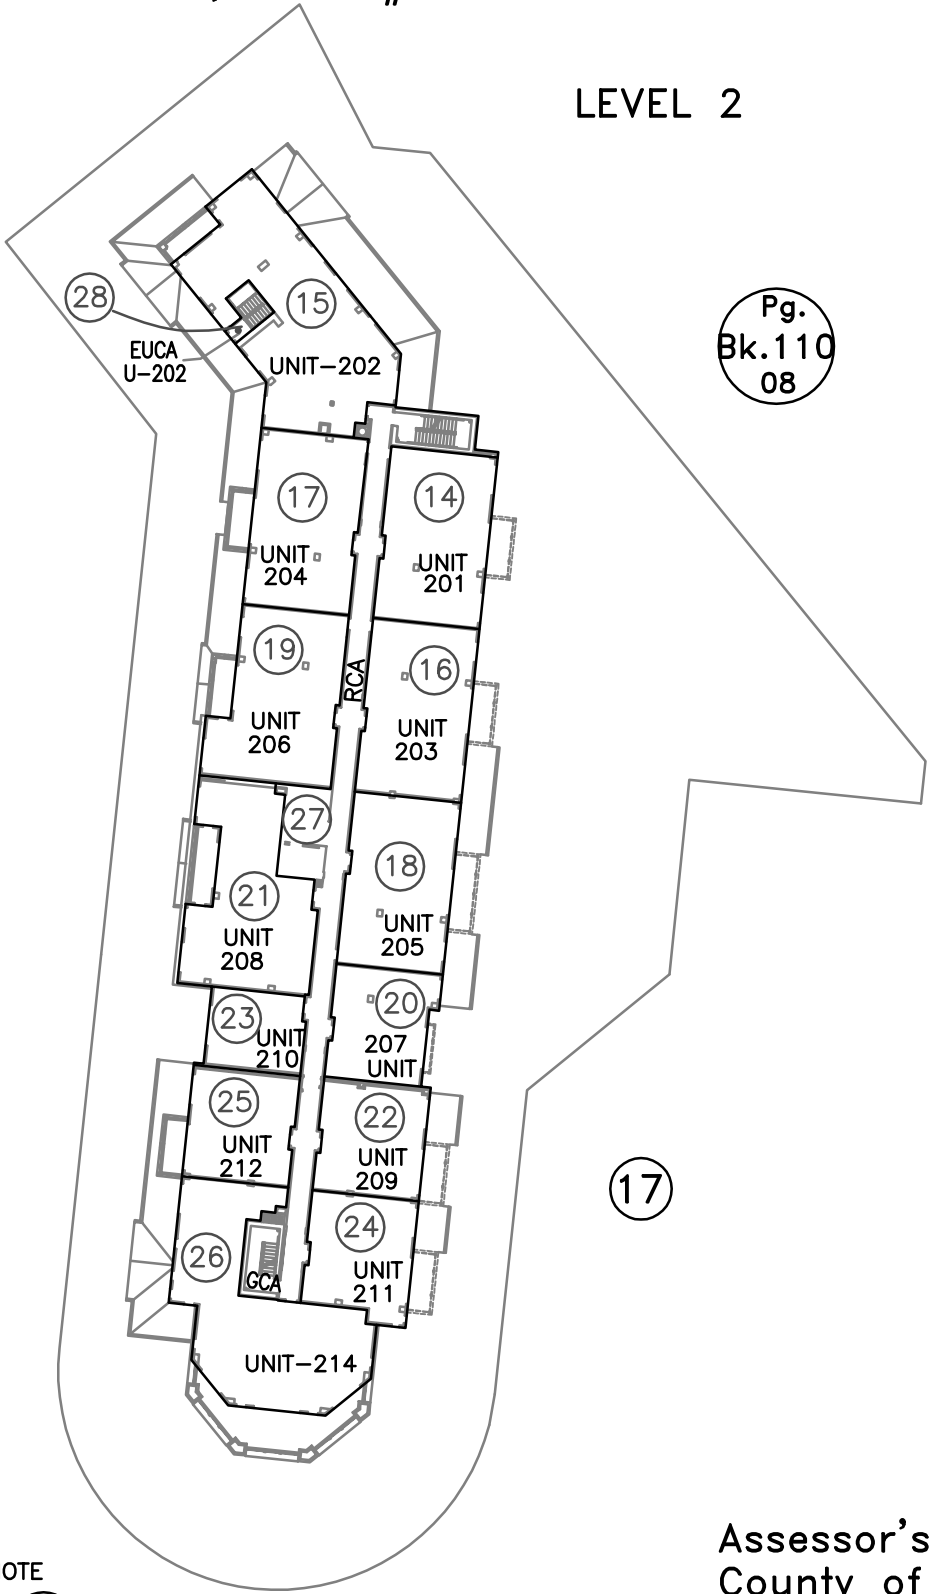 LEVEL 2
28
15
EUCA
U-202
UNIT-202
Pg.
Bk.110
08
17
UNIT
204
14
UNIT
201
19
UNIT
206
RCA
16
UNIT
203
27
18
UNIT
205
21
UNIT
208
23
UNIT
210
20
207
UNIT
25
UNIT
212
22
UNIT
209
17
26
GCA
24
UNIT
211
UNIT-214
Assessor's
County of
OTE